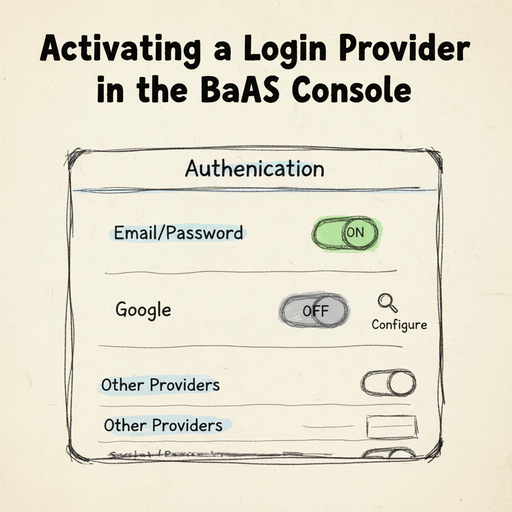 Activating a Login Provider
in the BaaS Console
Authenication
Email/Password
ON
Google
OFF
Configure
Other Providers
Other Providers